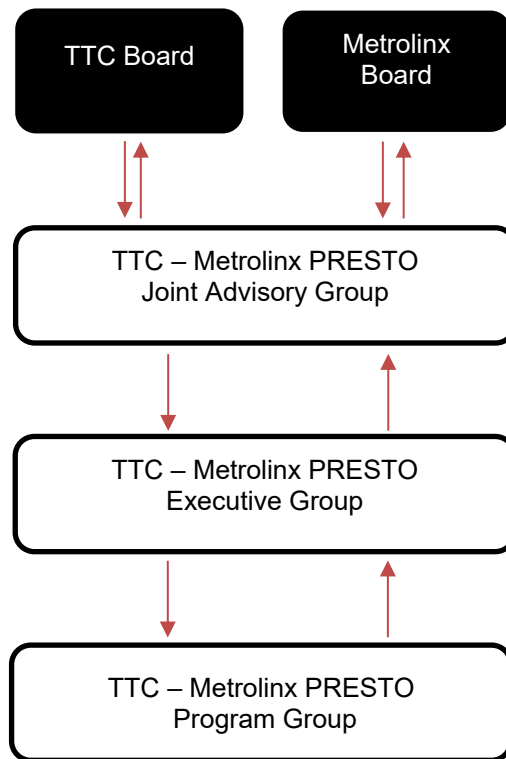 TTC Board
Metrolinx
Board
TTC – Metrolinx PRESTO
Joint Advisory Group
TTC – Metrolinx PRESTO
Executive Group
TTC – Metrolinx PRESTO
Program Group